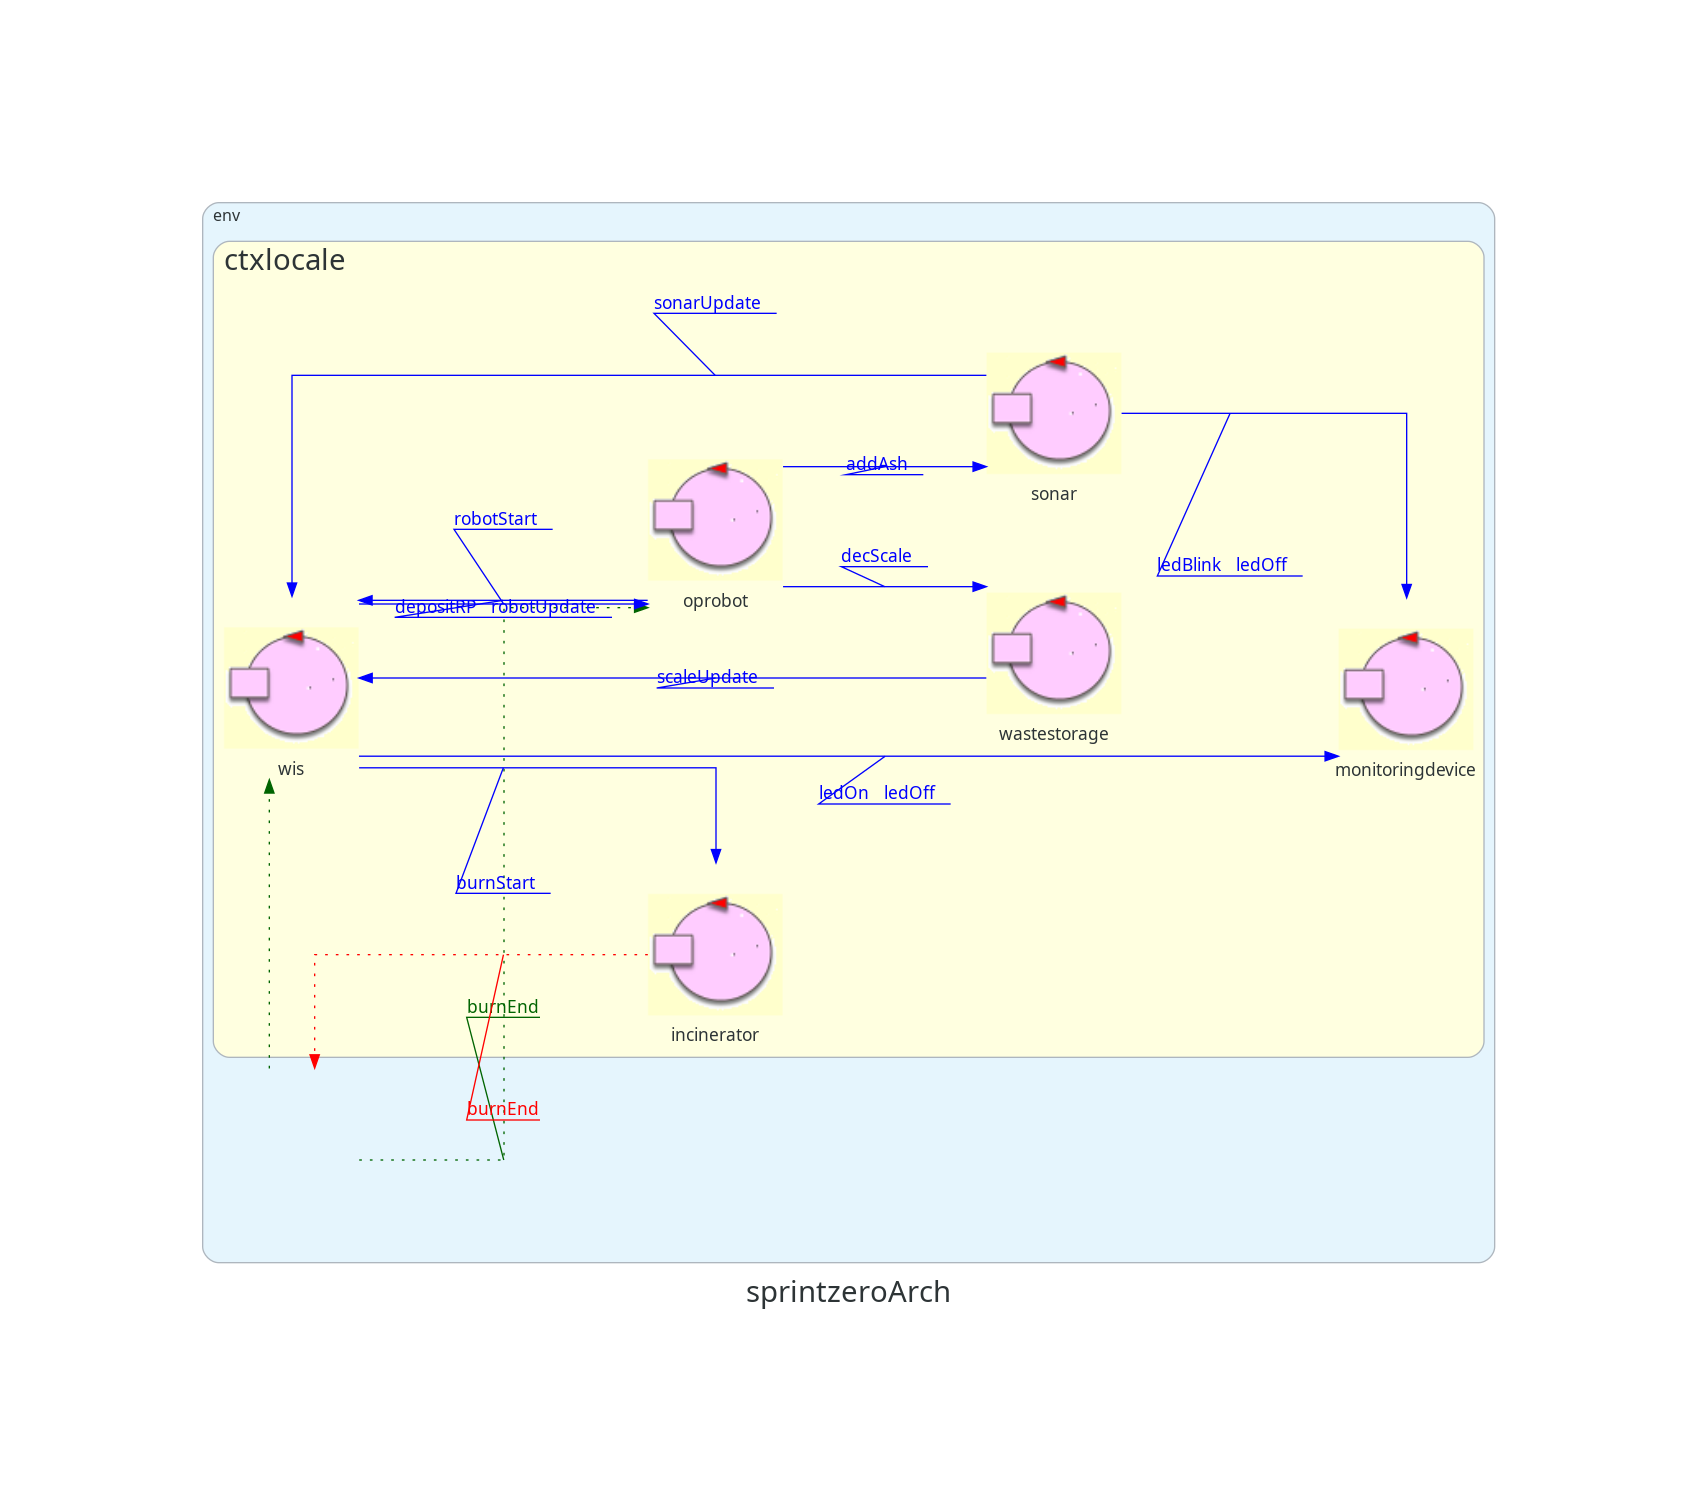 env
ctxlocale
sonarUpdate
addAsh
sonar
robotStart
decScale
ledBlink ledOff
oprobot
depositRP robotUpdate
scaleUpdate
wastestorage
wis
monitoringdevice
ledOn ledOff
burnStart
burnEnd
incinerator
burnEnd
sprintzeroArch